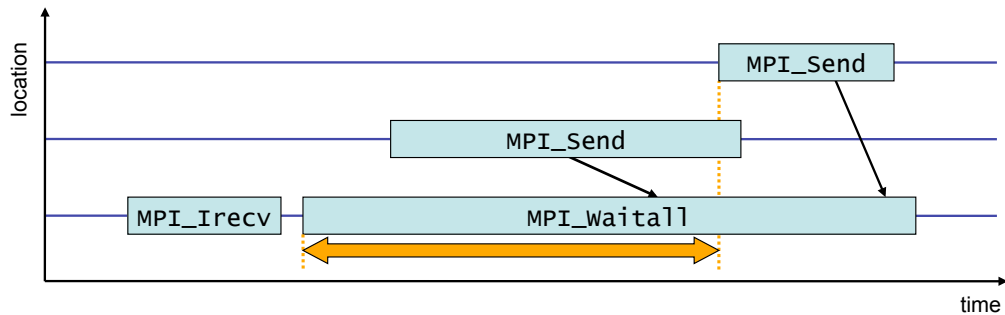 location
MPI_Send
MPI_Send
MPI_Irecv
MPI_Waitall
time